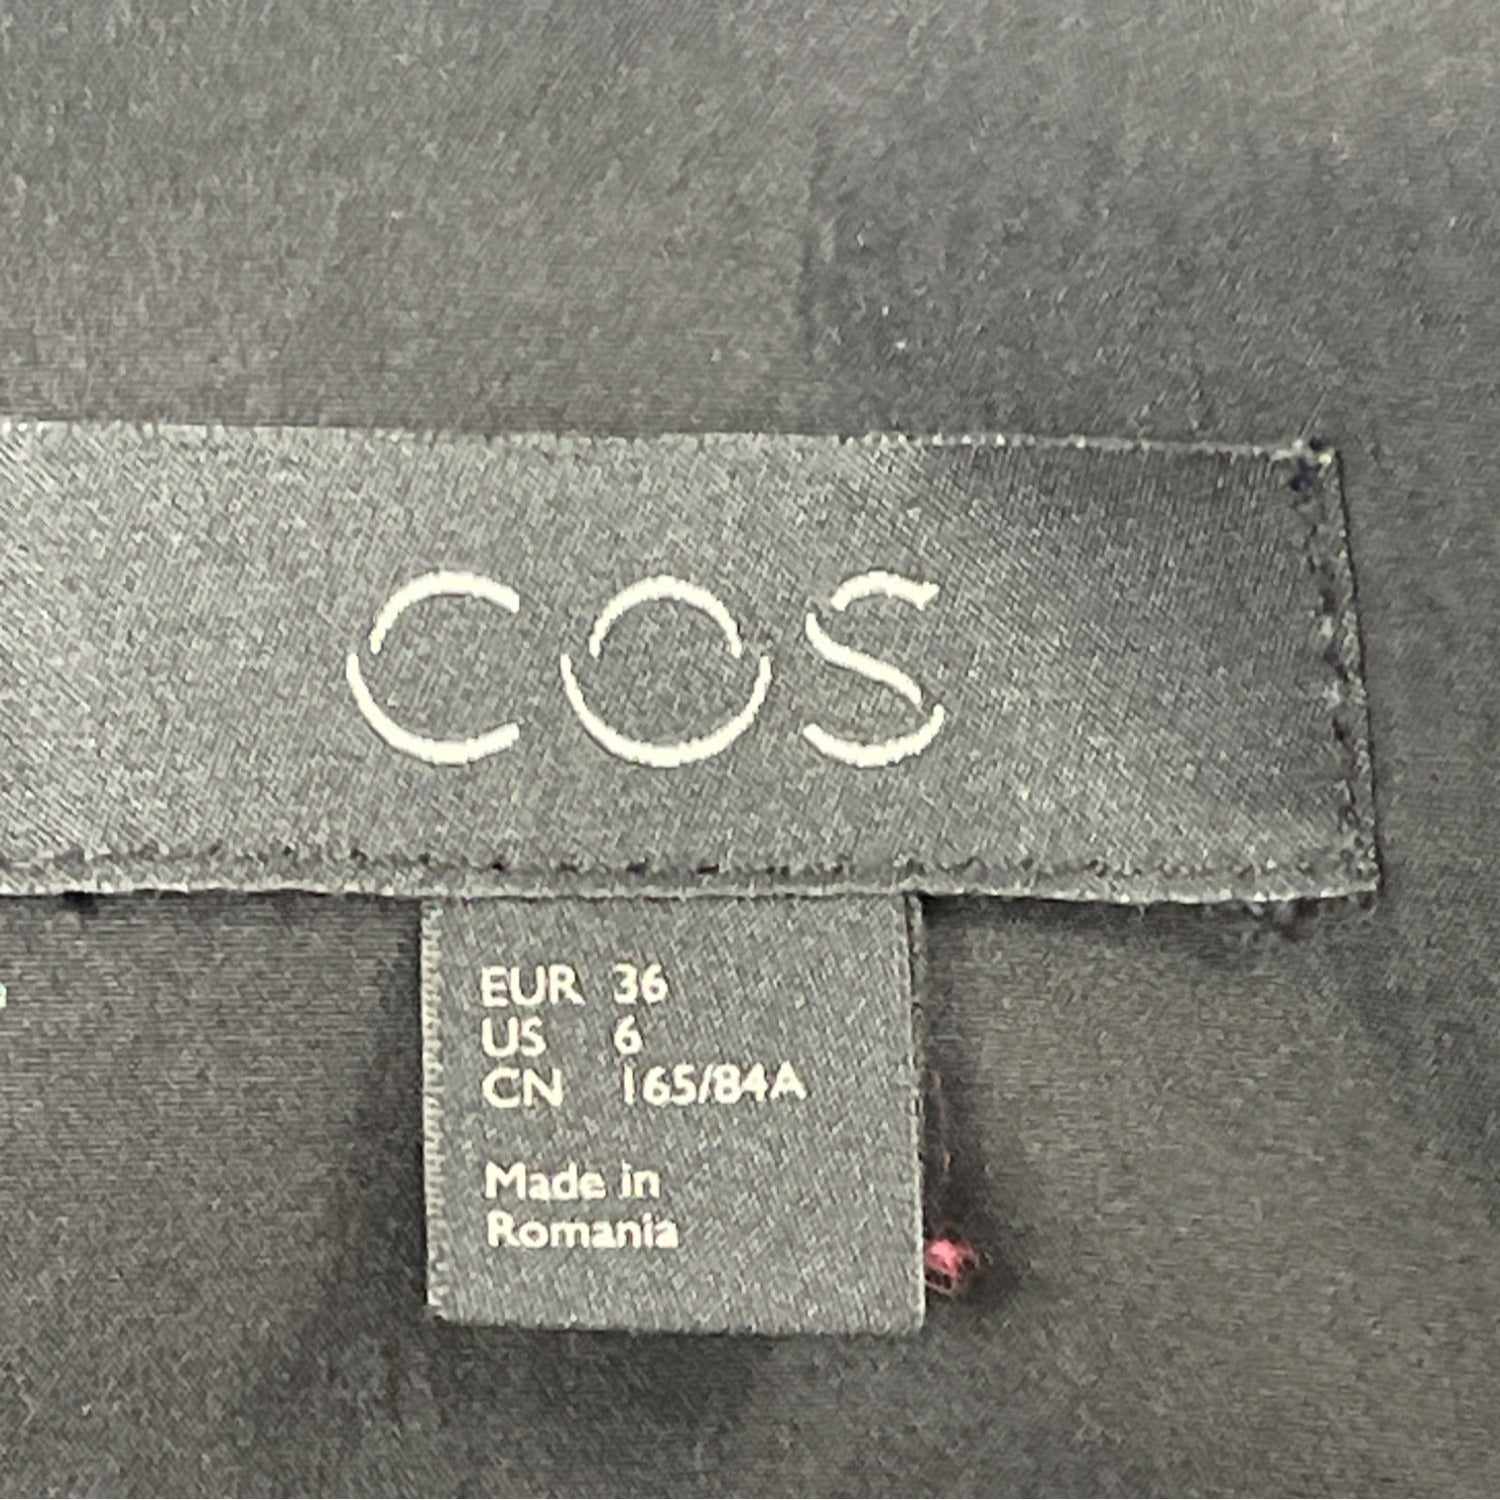 COS
EUR 36
US 6
CN 165/84A
Made in
Romania